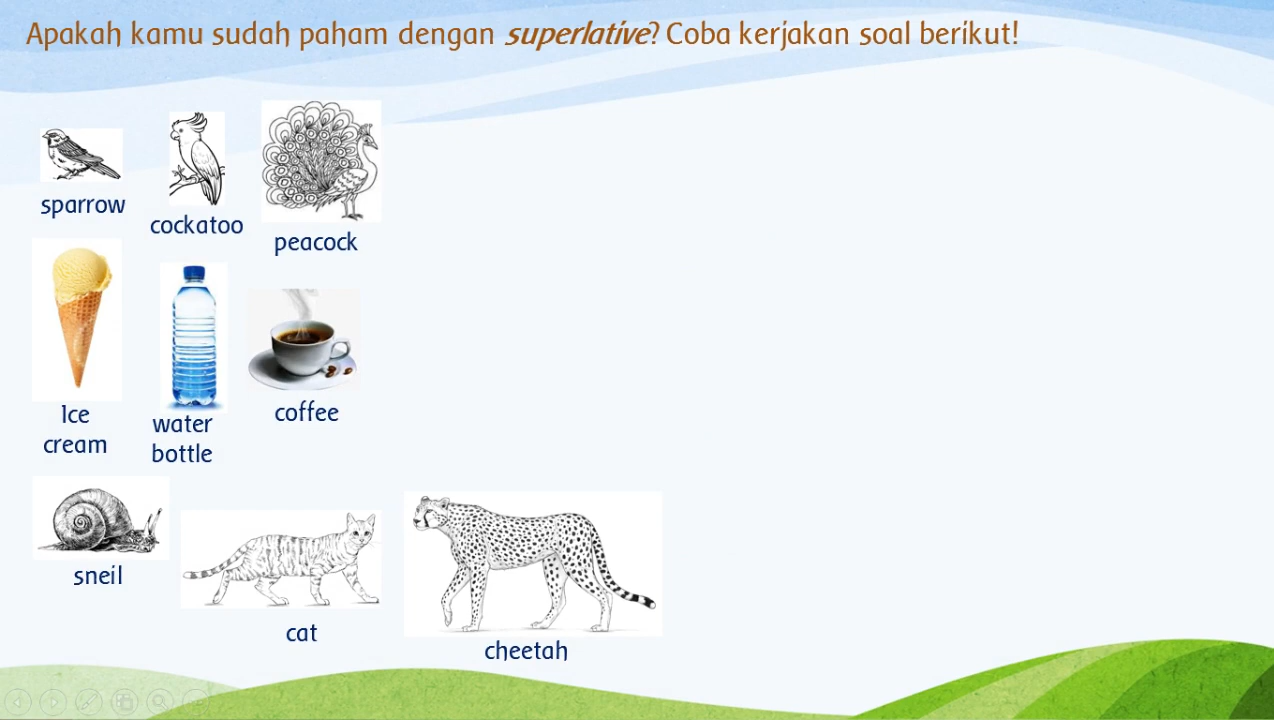 Apakah kamu sudah paham dengan superlative? Coba kerjakan soal berikut!
sparrow
cockatoo
peacock
Ice
cream
water
bottle
coffee
sneil
cat
cheetah